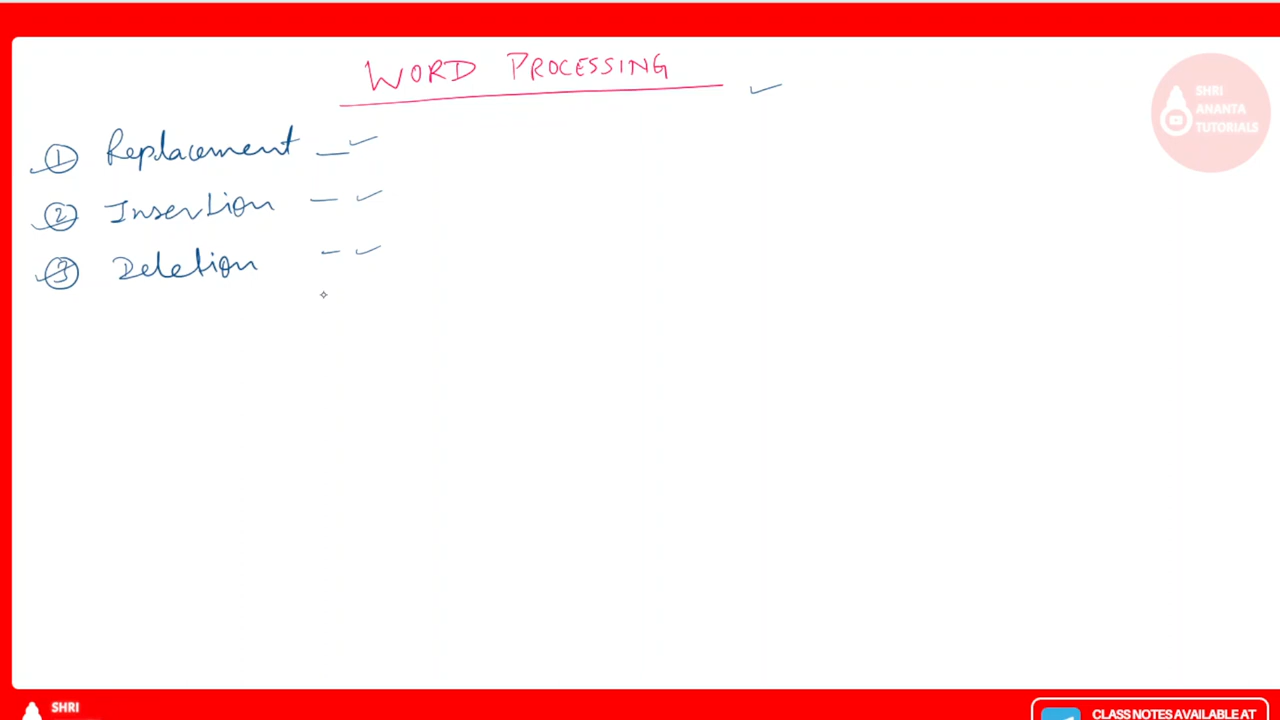 WORD PROCESSING
SHRI
ANANTA
TUTORIALS
① Replacement –
② Insertion –
③ Deletion –
SHRI
CLASS NOTES AVAILABLE AT